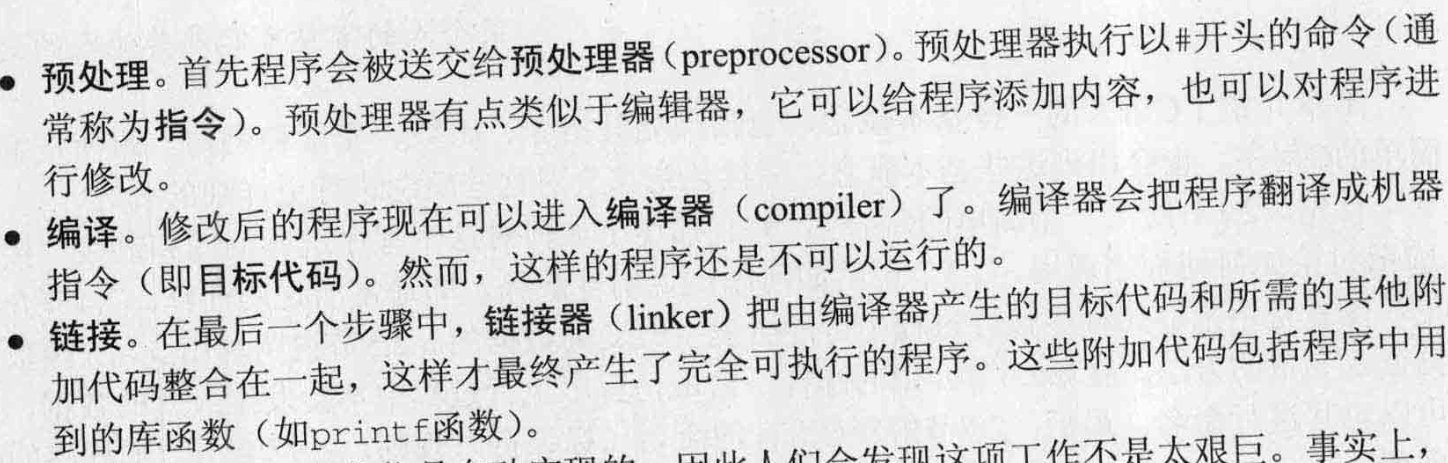 • 预处理。首先程序会被送交给预处理器(preprocessor)。预处理器执行以#开头的命令(通
常称为指令)。预处理器有点类似于编辑器,它可以给程序添加内容,也可以对程序进
行修改。
• 编译。修改后的程序现在可以进入编译器(compiler)了。编译器会把程序翻译成机器
指令(即目标代码)。然而,这样的程序还是不可以运行的。
• 链接。在最后一个步骤中,链接器(linker)把由编译器产生的目标代码和所需的其他附
加代码整合在一起,这样才最终产生了完全可执行的程序。这些附加代码包括程序中用
到的库函数(如printf函数)。
因此人们会发现这项工作不是太艰巨。事实上,